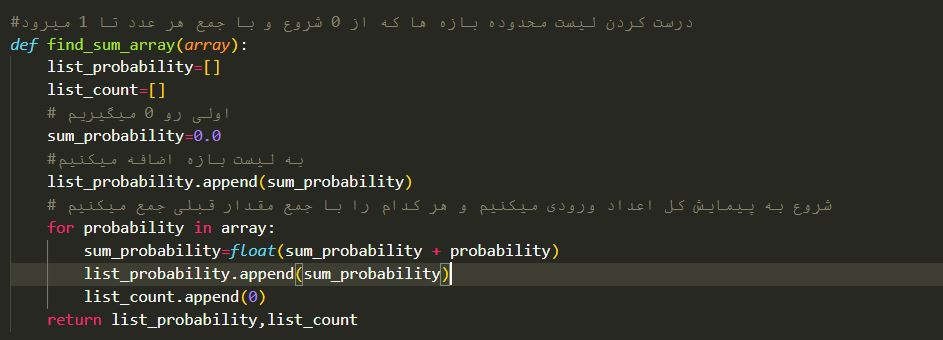 #درست کردن لیست محدوده بازه ها که از 0 شروع و با جمع هر عدد تا 1 میرود
def find_sum_array(array):
    list_probability=[]
    list_count=[]
    # اولی رو 0 میگیریم
    sum_probability=0.0
    #به لیست بازه اضافه میکنیم
    list_probability.append(sum_probability)
    # شروع به پیمایش کل اعداد ورودی میکنیم و هر کدام را با جمع مقدار قبلی جمع میکنیم
    for probability in array:
        sum_probability=float(sum_probability + probability)
        list_probability.append(sum_probability)
        list_count.append(0)
    return list_probability,list_count